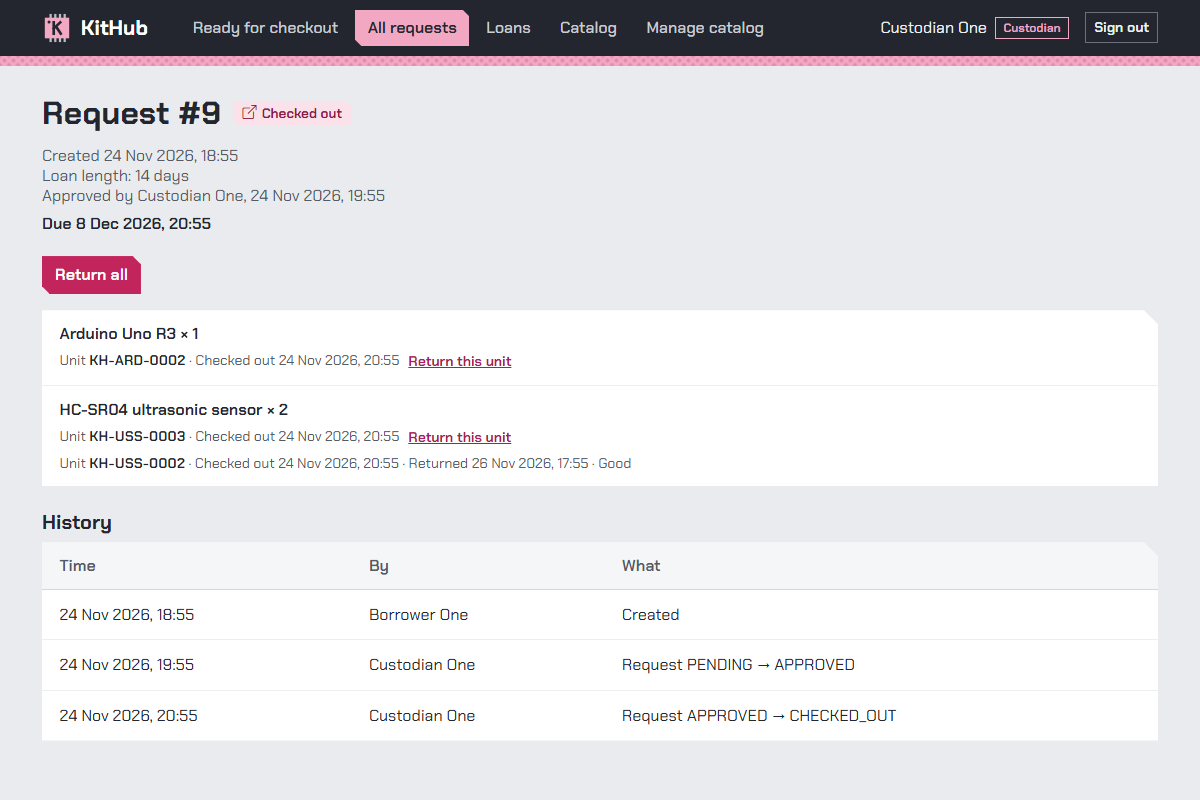 KitHub Ready for checkout All requests Loans Catalog Manage catalog Custodian One Custodian Sign out
Request #9 Checked out
Created 24 Nov 2026, 18:55
Loan length: 14 days
Approved by Custodian One, 24 Nov 2026, 19:55
Due 8 Dec 2026, 20:55
Return all
Arduino Uno R3 × 1
Unit KH-ARD-0002 · Checked out 24 Nov 2026, 20:55 Return this unit
HC-SR04 ultrasonic sensor × 2
Unit KH-USS-0003 · Checked out 24 Nov 2026, 20:55 Return this unit
Unit KH-USS-0002 · Checked out 24 Nov 2026, 20:55 · Returned 26 Nov 2026, 17:55 · Good
History
Time By What
24 Nov 2026, 18:55 Borrower One Created
24 Nov 2026, 19:55 Custodian One Request PENDING → APPROVED
24 Nov 2026, 20:55 Custodian One Request APPROVED → CHECKED_OUT